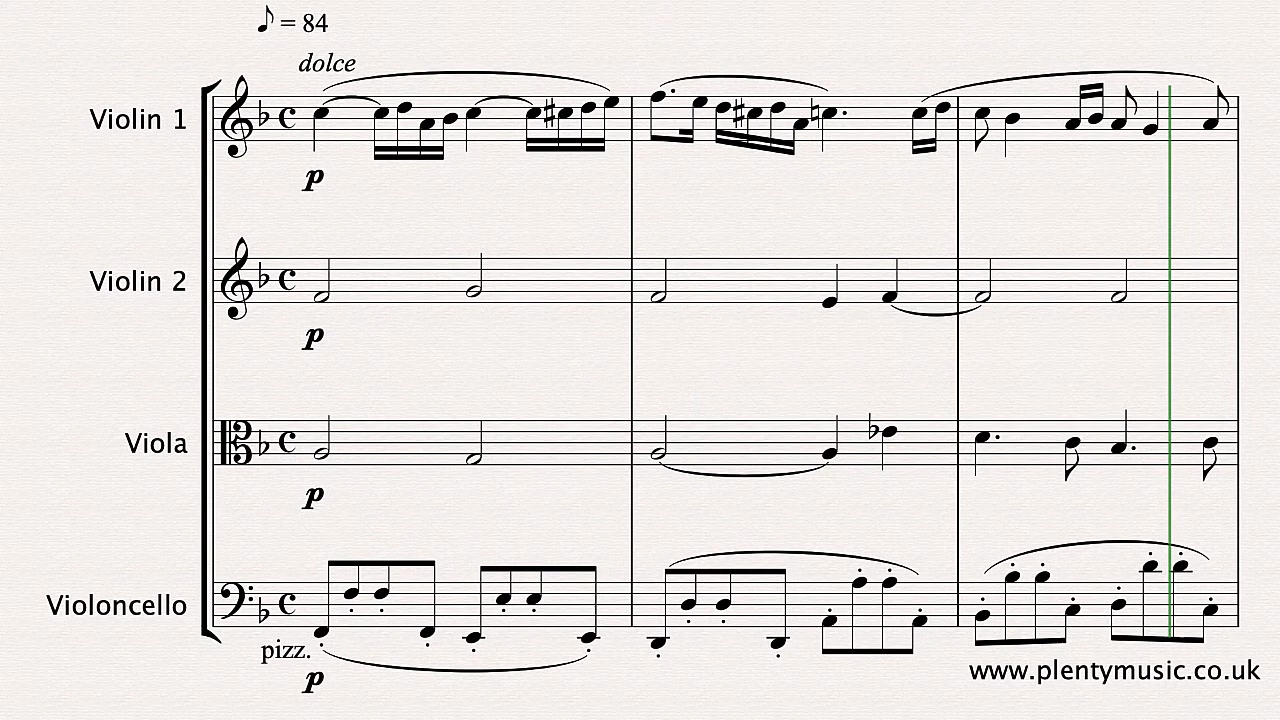 ♪ = 84
dolce
Violin 1
p
Violin 2
p
Viola
p
Violoncello
pizz.
p
www.plentymusic.co.uk